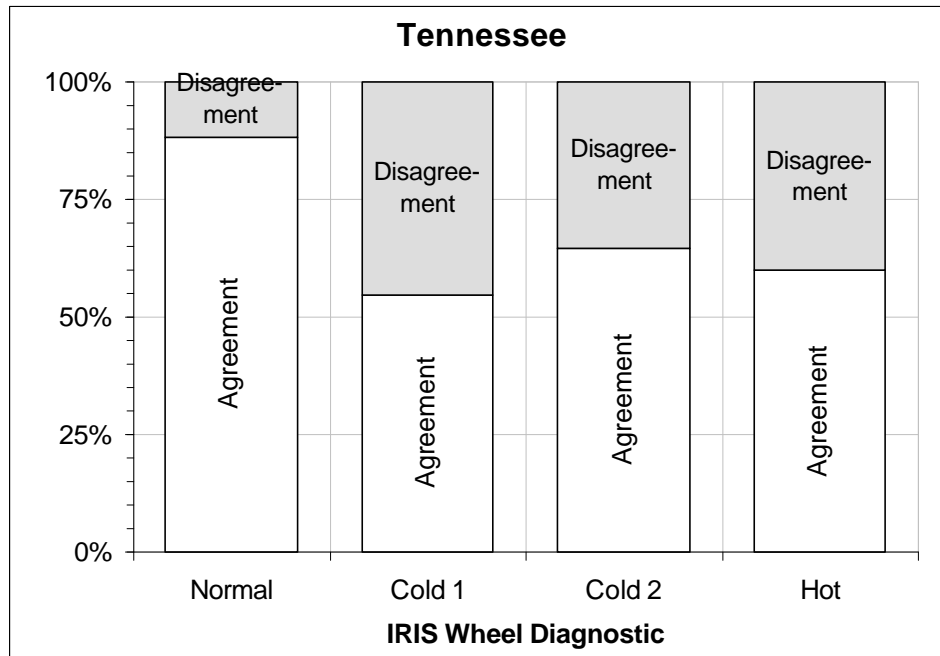 Tennessee
100%
75%
50%
25%
0%
Disagree-
ment
Agreement
Disagree-
ment
Agreement
Disagree-
ment
Agreement
Disagree-
ment
Agreement
Normal
Cold 1
Cold 2
Hot
IRIS Wheel Diagnostic